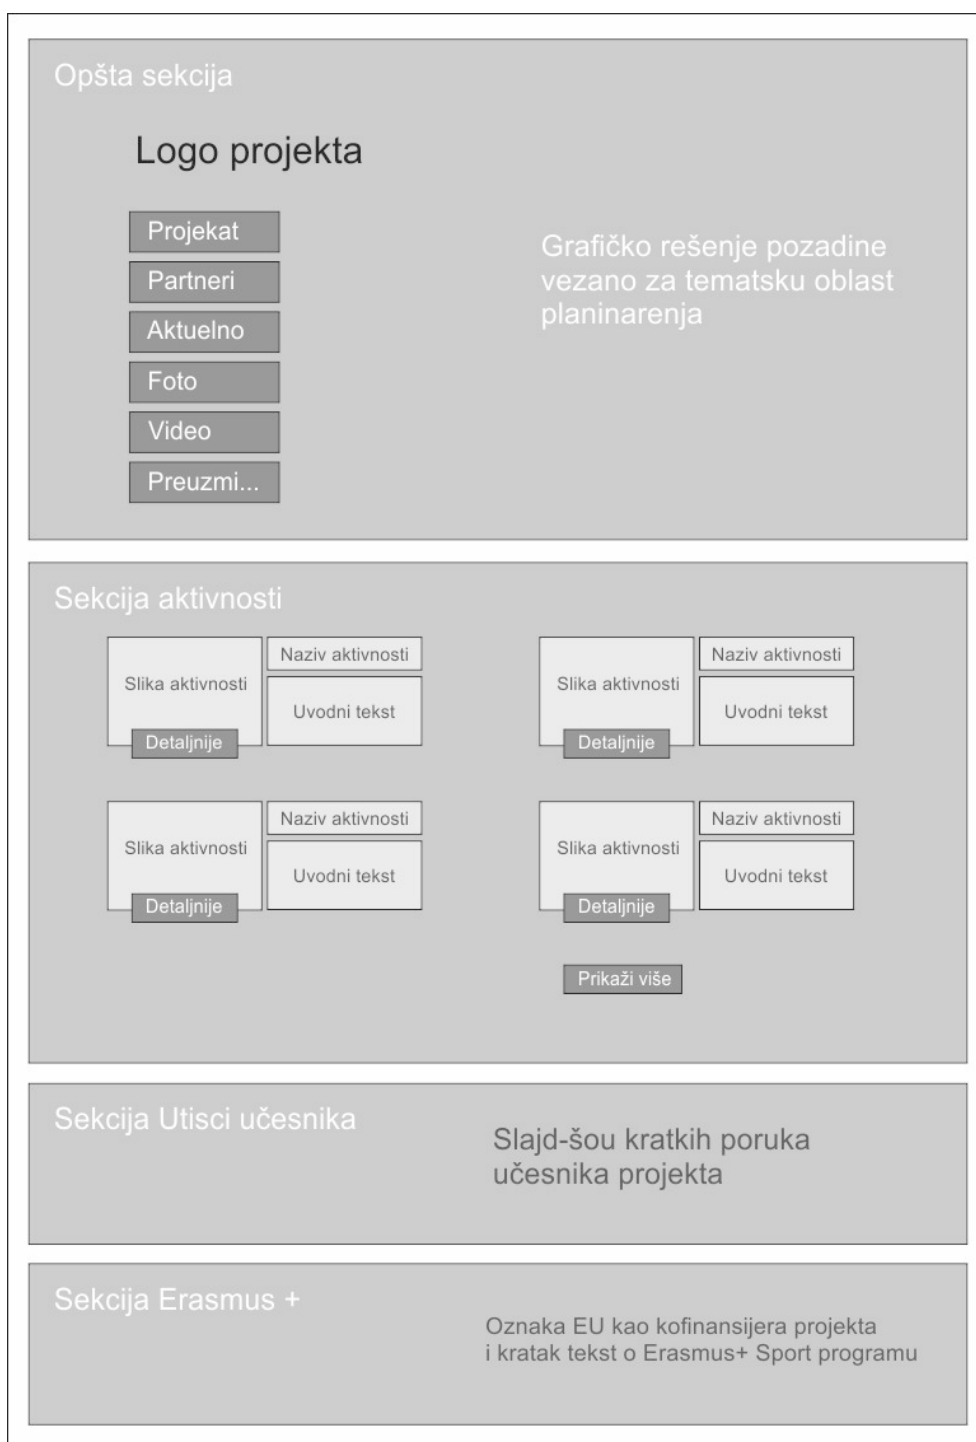 Opšta sekcija
Logo projekta
Projekat
Partneri
Aktuelno
Foto
Video
Preuzmi...
Grafičko rešenje pozadine
vezano za tematsku oblast
planinarenja
Sekcija aktivnosti
Slika aktivnosti
Naziv aktivnosti
Uvodni tekst
Detaljnije
Slika aktivnosti
Naziv aktivnosti
Uvodni tekst
Detaljnije
Slika aktivnosti
Naziv aktivnosti
Uvodni tekst
Detaljnije
Slika aktivnosti
Naziv aktivnosti
Uvodni tekst
Detaljnije
Prikaži više
Sekcija Utisci učesnika
Slajd-šou kratkih poruka
učesnika projekta
Sekcija Erasmus +
Oznaka EU kao kofinansijera projekta
i kratak tekst o Erasmus+ Sport programu